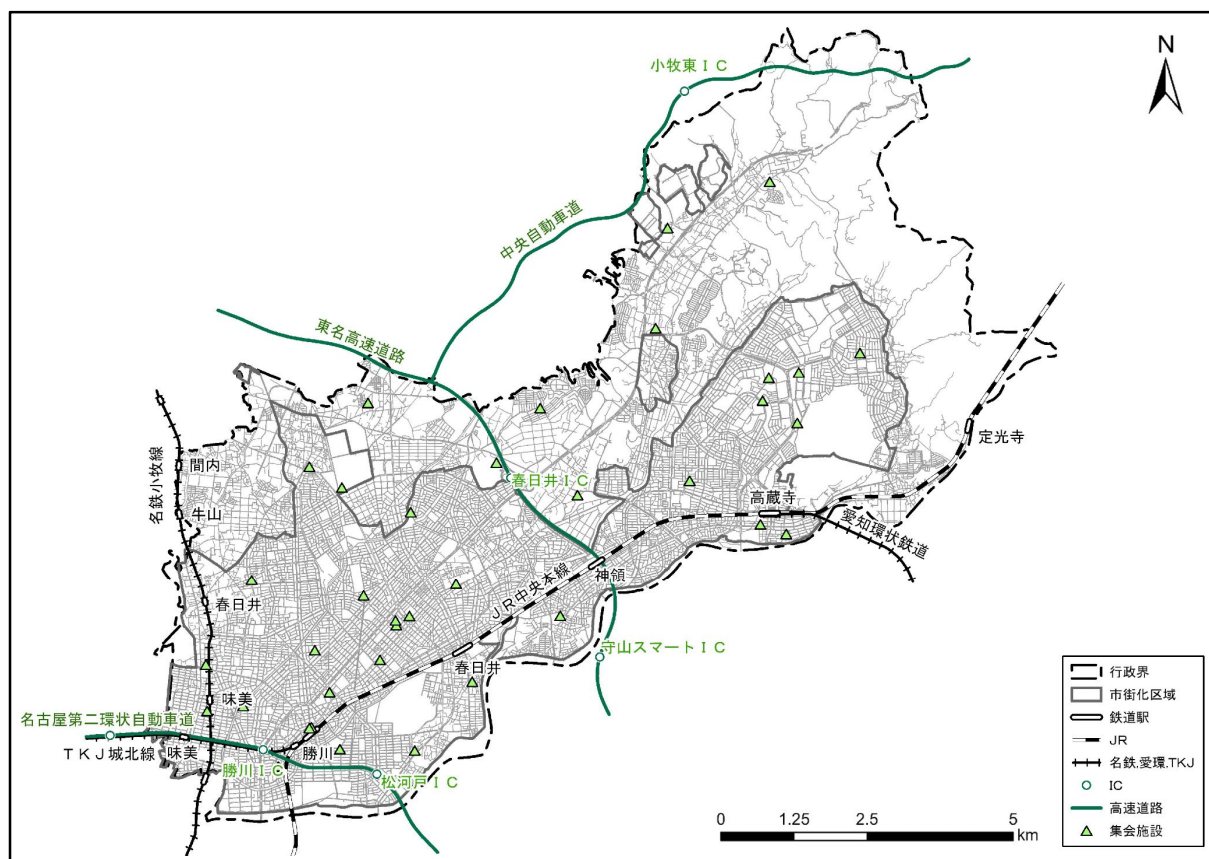 小牧東ＩＣ
N
中央自動車道
東名高速道路
定光寺
名鉄小牧線
間内
春日井ＩＣ
高蔵寺
牛山
愛知環状鉄道
ＪＲ中央本線
神領
春日井
守山スマートＩＣ
春日井
味美
名古屋第二環状自動車道
ＴＫＪ城北線
味美
勝川
勝川ＩＣ
松河戸ＩＣ
行政界
市街化区域
鉄道駅
JR
名鉄,愛環,TKJ
IC
高速道路
集会施設
0 1.25 2.5 5
km